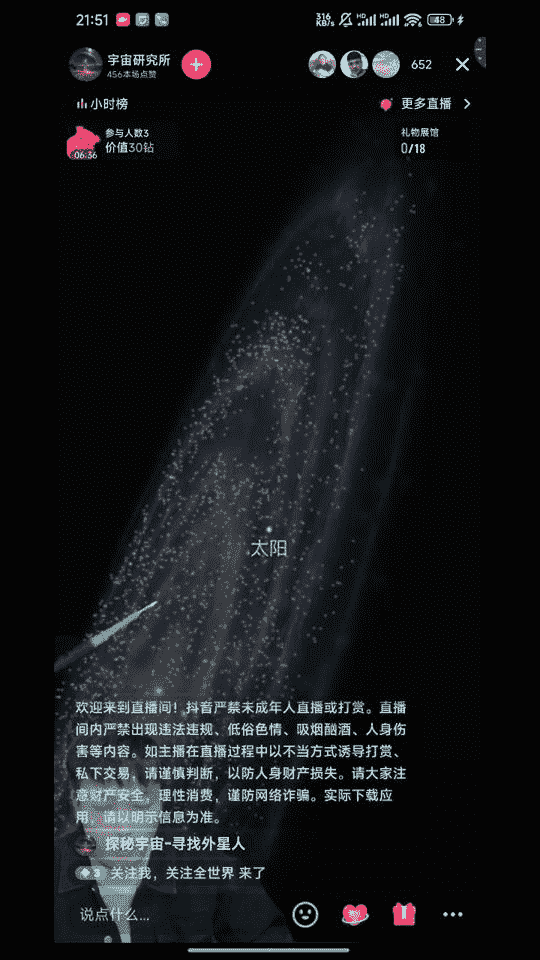 21:51
316 KB/s
HD
HD
48
宇宙研究所
456本场点赞
652
小时榜
更多直播
参与人数3
06:36
价值30钻
礼物展馆
0/18
太阳
欢迎来到直播间！抖音严禁未成年人直播或打赏。直播
间内严禁出现违法违规、低俗色情、吸烟酗酒、人身伤
害等内容。如主播在直播过程中以不当方式诱导打赏、
私下交易，请谨慎判断，以防人身财产损失。请大家注
意财产安全，理性消费，谨防网络诈骗。实际下载应
用，请以明示信息为准。
探秘宇宙-寻找外星人
3 关注我，关注全世界 来了
说点什么...